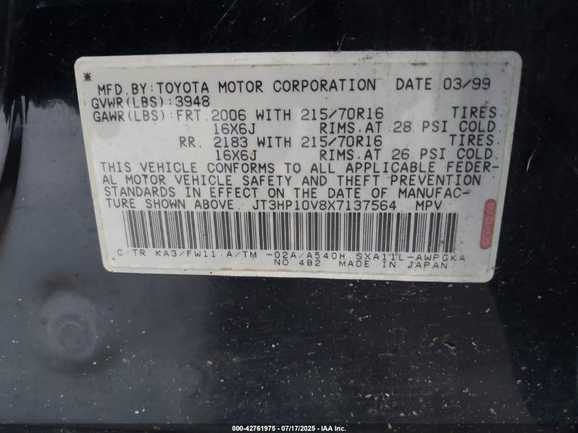 *
MFD. BY: TOYOTA MOTOR CORPORATION DATE 03/99
GVWR(LBS):3948
GAWR(LBS):FRT. 2006 WITH 215/70R16 TIRES
16X6J RIMS.AT 28 PSI COLD.
RR. 2183 WITH 215/70R16 TIRES.
16X6J RIMS.AT 26 PSI COLD.
THIS VEHICLE CONFORMS TO ALL APPLICABLE FEDER-
AL MOTOR VEHICLE SAFETY AND THEFT PREVENTION
STANDARDS IN EFFECT ON THE DATE OF MANUFAC-
TURE SHOWN ABOVE. JT3HP10V8X7137564 MPV
C/TR KA3/FW11 A/TM -02A/A540H SXA11L-AWPGKA
NO 4B2 MADE IN JAPAN
000-42761975 - 07/17/2025 - IAAI.COM